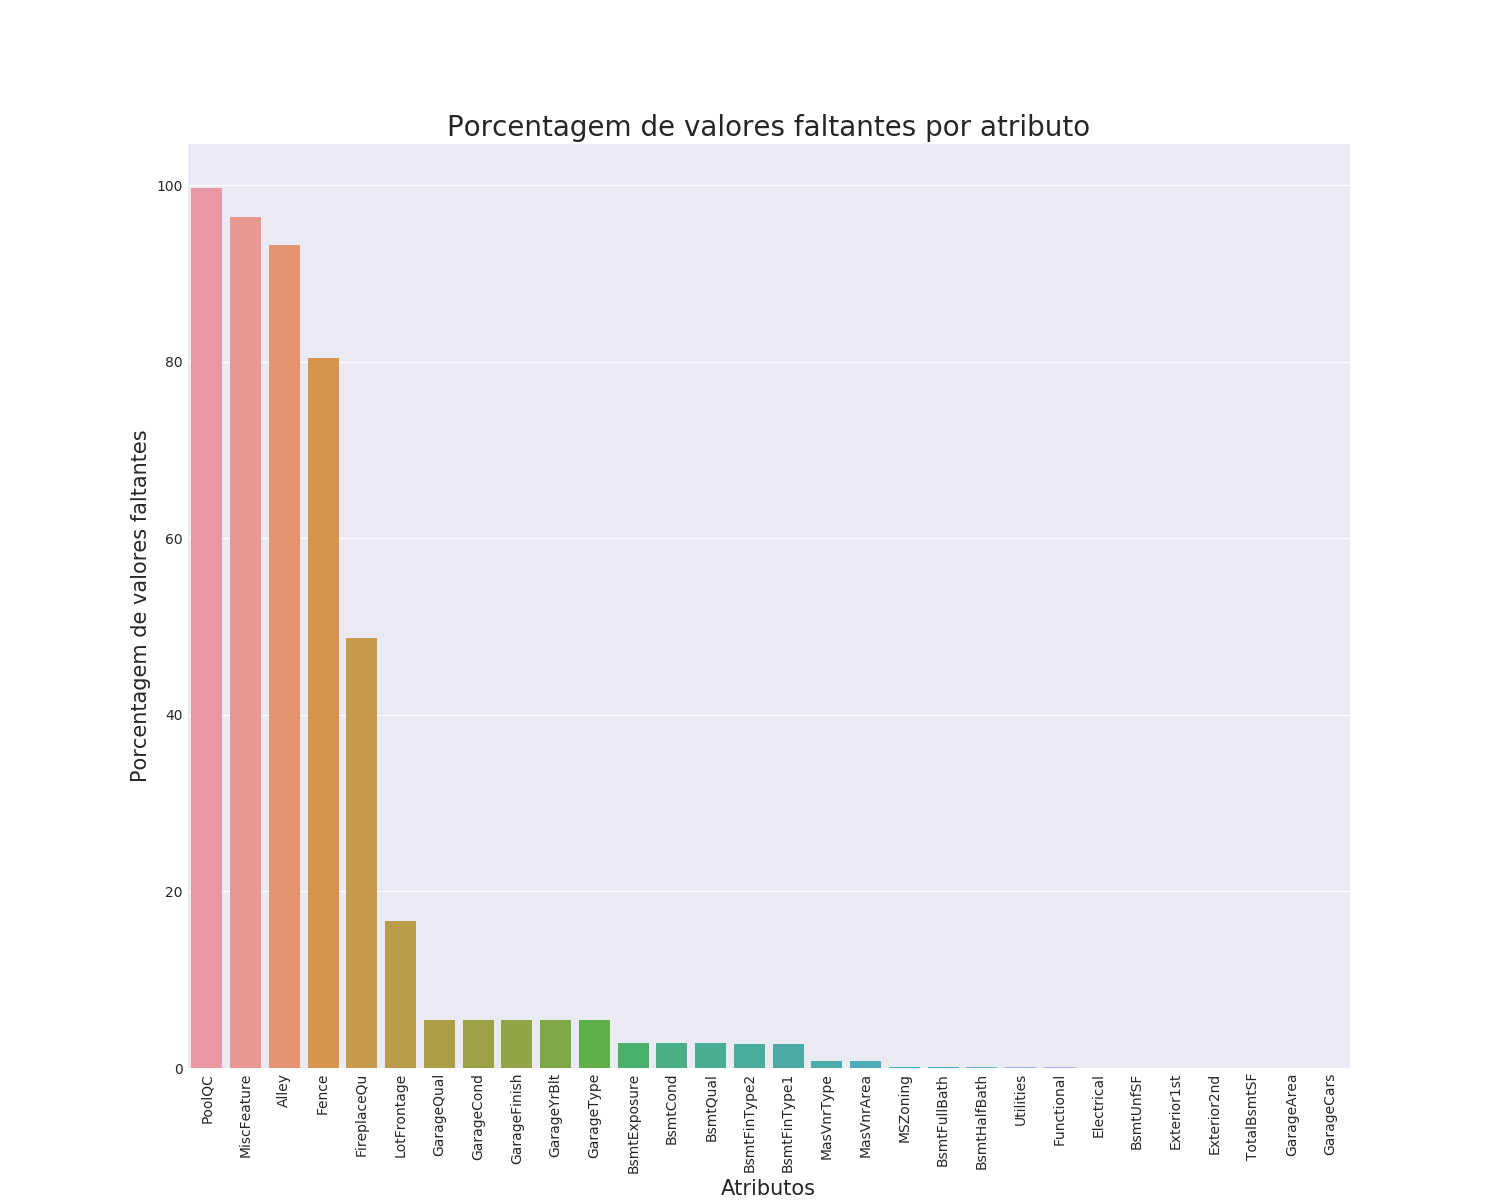 Porcentagem de valores faltantes por atributo
Porcentagem de valores faltantes
100
80
60
40
20
0
PoolQC
MiscFeature
Alley
Fence
FireplaceQu
LotFrontage
GarageQual
GarageCond
GarageFinish
GarageYrBlt
GarageType
BsmtExposure
BsmtCond
BsmtQual
BsmtFinType2
BsmtFinType1
MasVnrType
MasVnrArea
MSZoning
BsmtFullBath
BsmtHalfBath
Utilities
Functional
Electrical
BsmtUnfSF
Exterior1st
Exterior2nd
TotalBsmtSF
GarageArea
GarageCars
Atributos